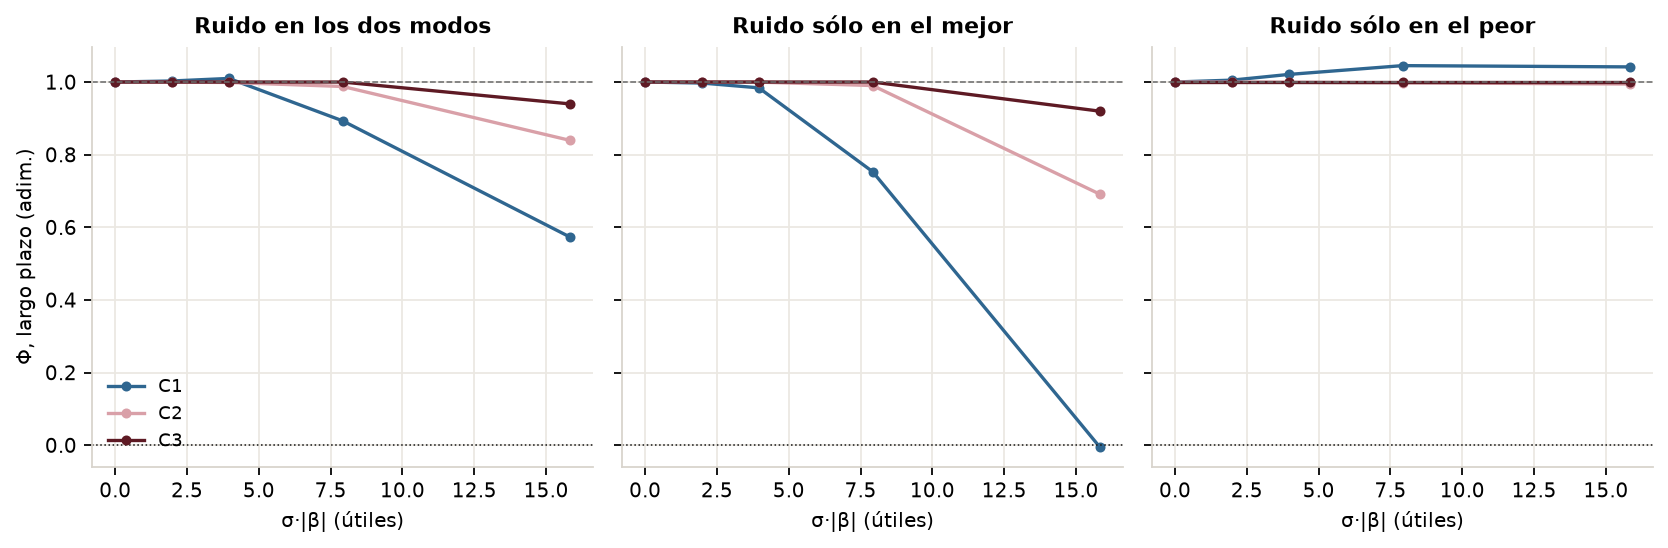 Ruido en los dos modos
Ruido sólo en el mejor
Ruido sólo en el peor
Φ, largo plazo (adim.)
1.0
0.8
0.6
0.4
0.2
0.0
C1
C2
C3
0.0 2.5 5.0 7.5 10.0 12.5 15.0
0.0 2.5 5.0 7.5 10.0 12.5 15.0
0.0 2.5 5.0 7.5 10.0 12.5 15.0
σ·|β| (útiles)
σ·|β| (útiles)
σ·|β| (útiles)